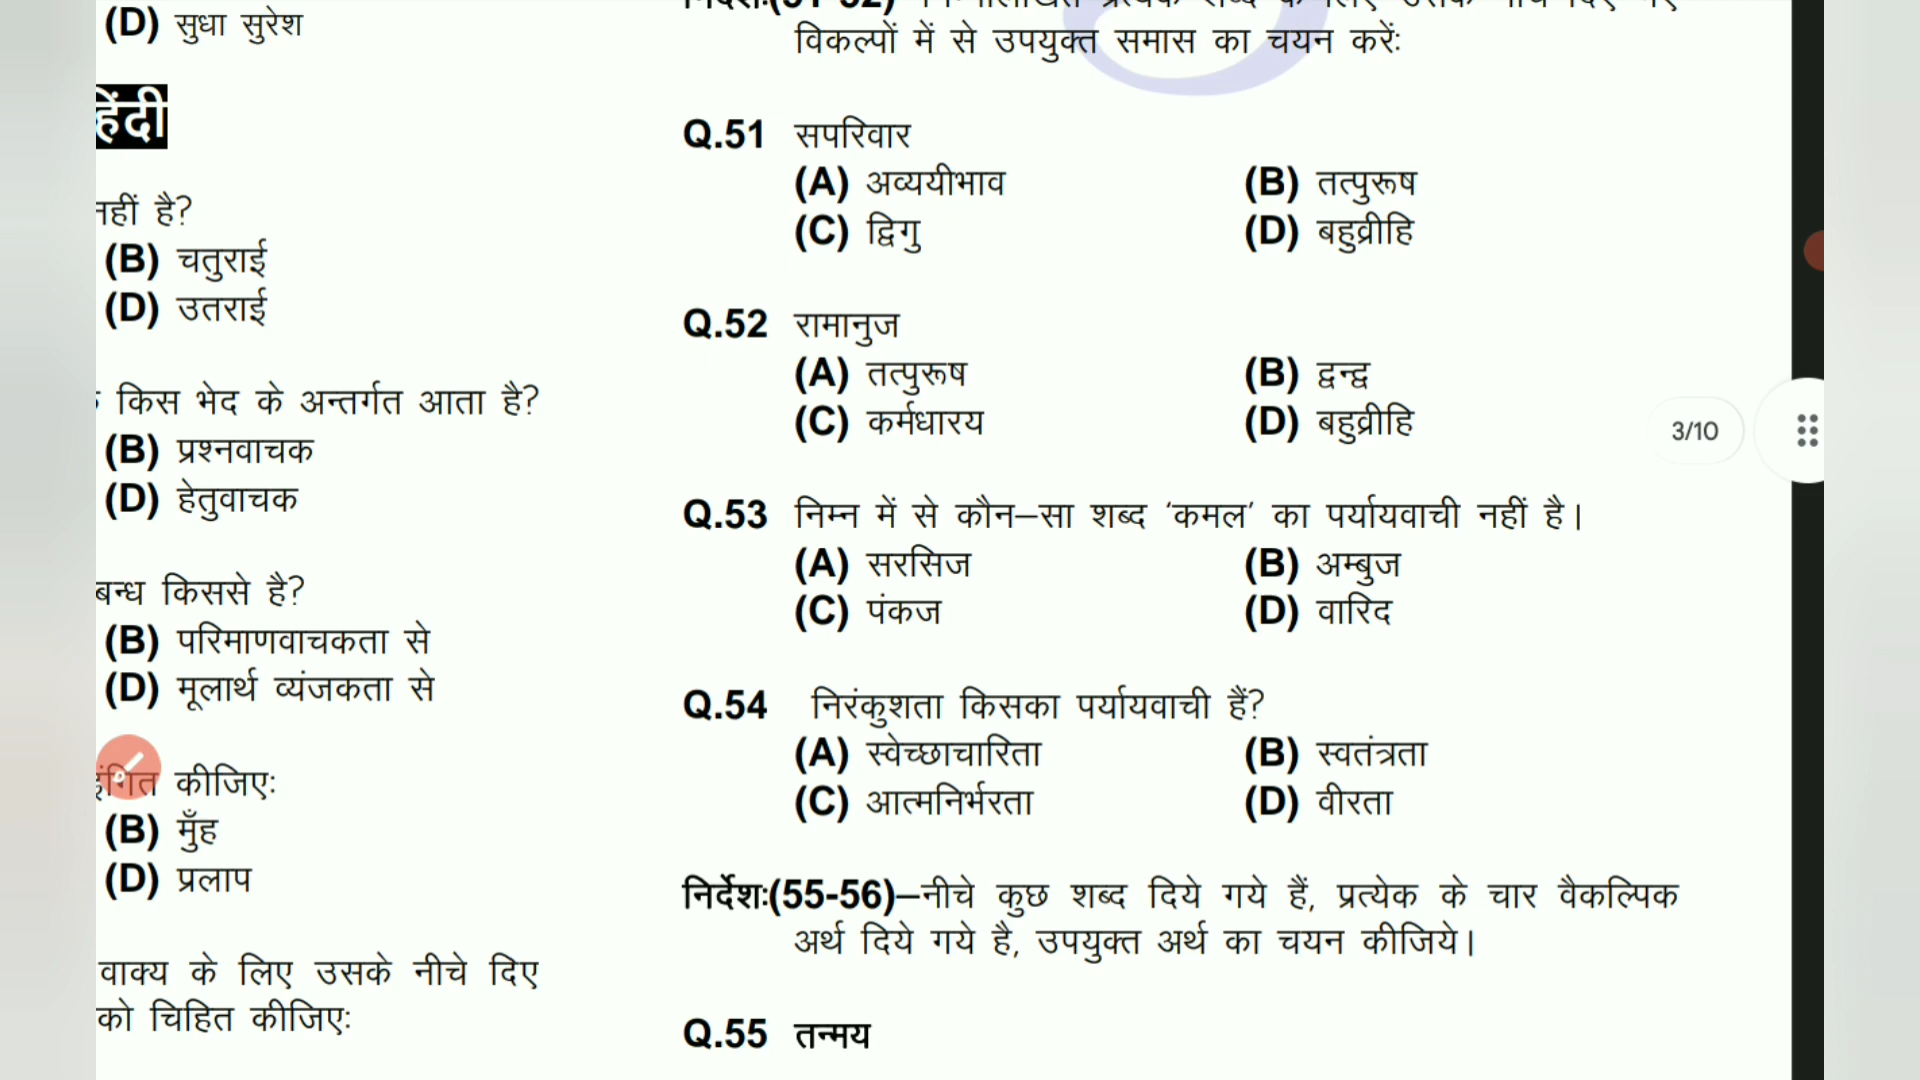 (D) सुधा सुरेश
हिंदी
नहीं है?
(B) चतुराई
(D) उतराई
किस भेद के अन्तर्गत आता है?
(B) प्रश्नवाचक
(D) हेतुवाचक
बन्ध किससे है?
(B) परिमाणवाचकता से
(D) मूलार्थ व्यंजकता से
इंगित कीजिए:
(B) मुँह
(D) प्रलाप
वाक्य के लिए उसके नीचे दिए
को चिहित कीजिए:
विकल्पों में से उपयुक्त समास का चयन करें:
Q.51 सपरिवार
(A) अव्ययीभाव (B) तत्पुरूष
(C) द्विगु (D) बहुव्रीहि
Q.52 रामानुज
(A) तत्पुरूष (B) द्वन्द्व
(C) कर्मधारय (D) बहुव्रीहि
Q.53 निम्न में से कौन–सा शब्द ‘कमल’ का पर्यायवाची नहीं है।
(A) सरसिज (B) अम्बुज
(C) पंकज (D) वारिद
Q.54 निरंकुशता किसका पर्यायवाची हैं?
(A) स्वेच्छाचारिता (B) स्वतंत्रता
(C) आत्मनिर्भरता (D) वीरता
निर्देशः(55-56)–नीचे कुछ शब्द दिये गये हैं, प्रत्येक के चार वैकल्पिक
अर्थ दिये गये है, उपयुक्त अर्थ का चयन कीजिये।
Q.55 तन्मय
3/10